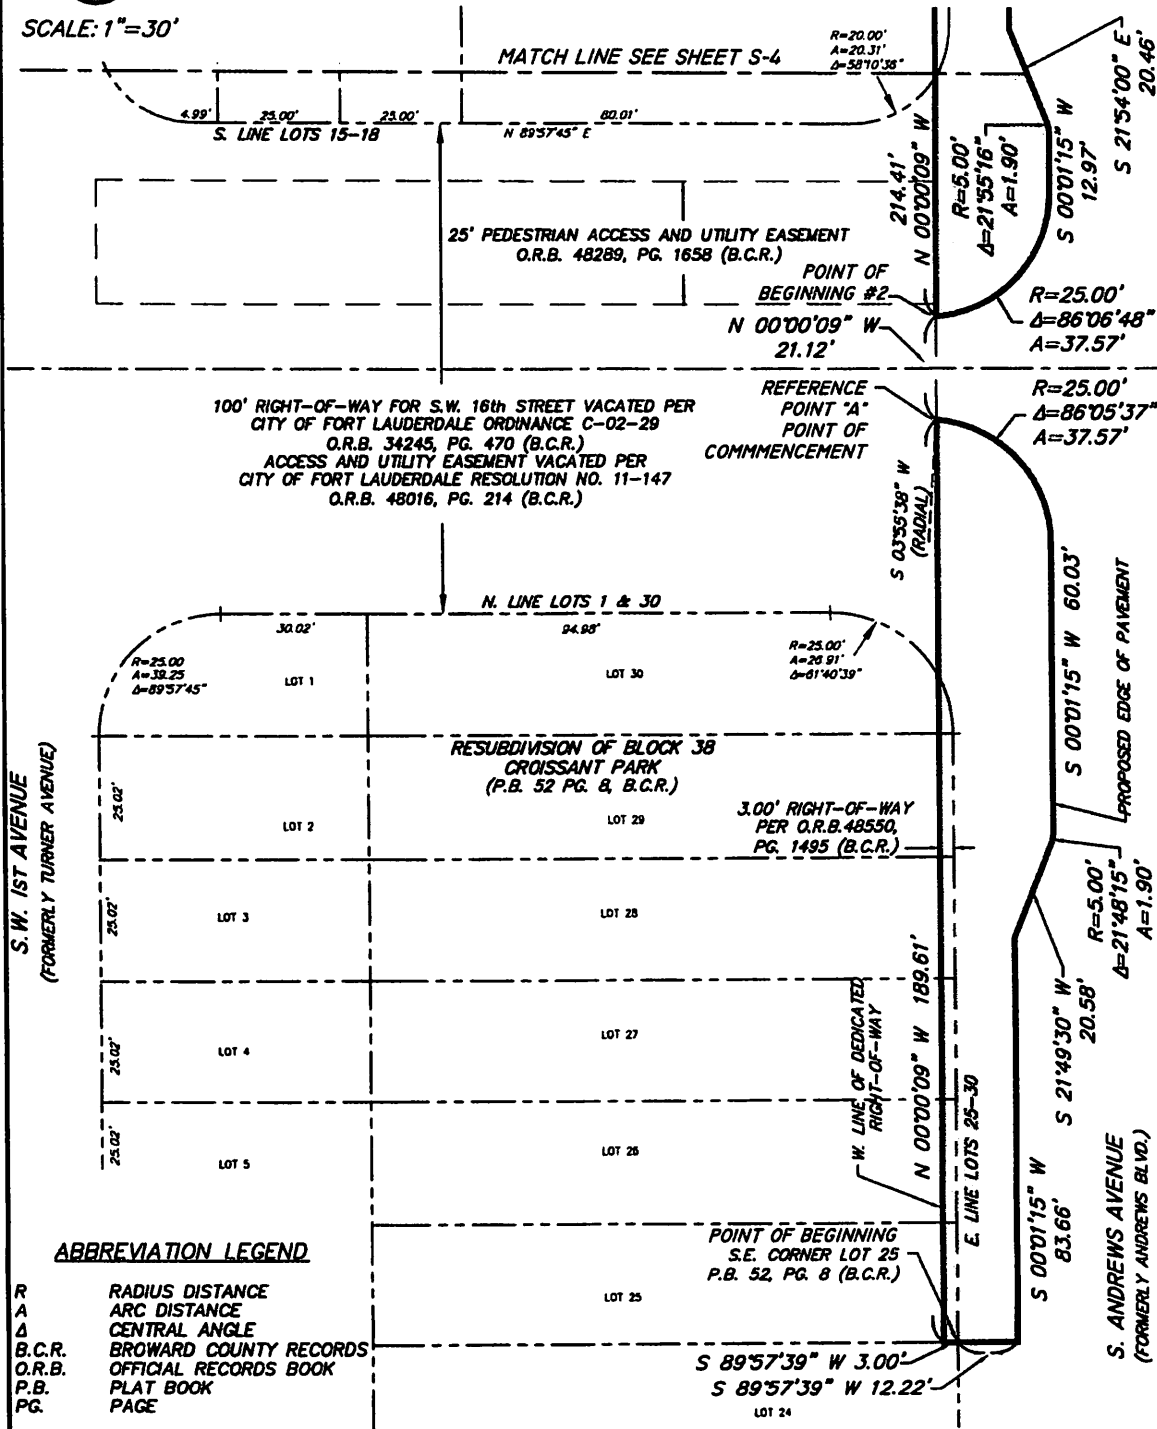 SCALE: 1"=30'
MATCH LINE SEE SHEET S-4
R=20.00'
A=20.31'
Δ=58°10'36"
S 21°54'00" E
20.46'
4.99'
25.00'
25.00'
80.01'
S. LINE LOTS 15-18
N 89°57'45" E
214.41'
N 00°00'09" W
R=5.00'
Δ=21°55'16"
A=1.90'
S 00°01'15" W
12.97'
25' PEDESTRIAN ACCESS AND UTILITY EASEMENT
O.R.B. 48289, PG. 1658 (B.C.R.)
POINT OF
BEGINNING #2
N 00°00'09" W
21.12'
R=25.00'
Δ=86°06'48"
A=37.57'
100' RIGHT-OF-WAY FOR S.W. 16th STREET VACATED PER
CITY OF FORT LAUDERDALE ORDINANCE C-02-29
O.R.B. 34245, PG. 470 (B.C.R.)
ACCESS AND UTILITY EASEMENT VACATED PER
CITY OF FORT LAUDERDALE RESOLUTION NO. 11-147
O.R.B. 48016, PG. 214 (B.C.R.)
REFERENCE
POINT "A"
POINT OF
COMMMENCEMENT
R=25.00'
Δ=86°05'37"
A=37.57'
S 03°55'38" W
(RADIAL)
N. LINE LOTS 1 & 30
30.02'
94.98'
R=25.00
A=39.25
Δ=89°57'45"
LOT 1
LOT 30
R=25.00'
A=26.91'
Δ=61°40'39"
S 00°01'15" W 60.03'
PROPOSED EDGE OF PAVEMENT
RESUBDIVISION OF BLOCK 38
CROISSANT PARK
(P.B. 52 PG. 8, B.C.R.)
S.W. 1ST AVENUE
(FORMERLY TURNER AVENUE)
25.02'
LOT 2
LOT 29
3.00' RIGHT-OF-WAY
PER O.R.B.48550,
PG. 1495 (B.C.R.)
25.02'
LOT 3
LOT 28
R=5.00'
Δ=21°48'15"
A=1.90'
S 21°49'30" W
20.58'
25.02'
LOT 4
LOT 27
W. LINE OF DEDICATED
RIGHT-OF-WAY
N 00°00'09" W 189.61'
E. LINE LOTS 25-30
25.02'
LOT 5
LOT 26
S 00°01'15" W
83.66'
S. ANDREWS AVENUE
(FORMERLY ANDREWS BLVD.)
POINT OF BEGINNING
S.E. CORNER LOT 25
P.B. 52, PG. 8 (B.C.R.)
LOT 25
S 89°57'39" W 3.00'
S 89°57'39" W 12.22'
LOT 24
ABBREVIATION LEGEND
R RADIUS DISTANCE
A ARC DISTANCE
Δ CENTRAL ANGLE
B.C.R. BROWARD COUNTY RECORDS
O.R.B. OFFICIAL RECORDS BOOK
P.B. PLAT BOOK
PG. PAGE